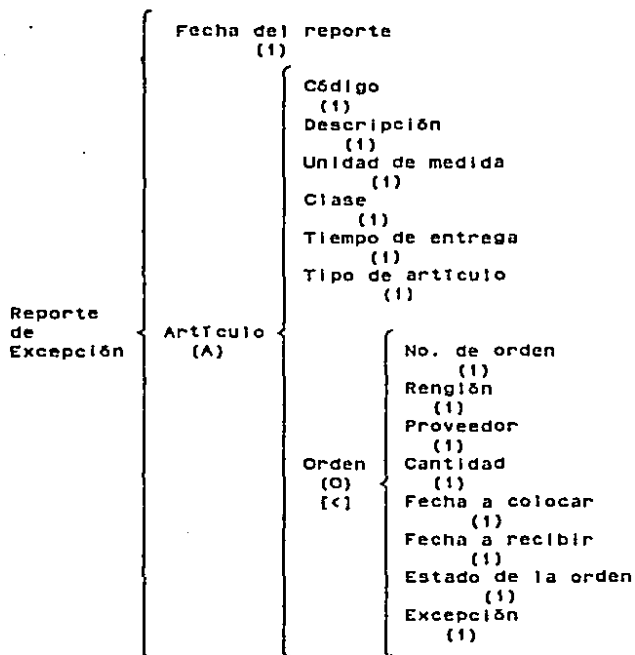 Fecha del reporte
(1)
Código
(1)
Descripción
(1)
Unidad de medida
(1)
Clase
(1)
Tiempo de entrega
(1)
Tipo de artículo
(1)
Reporte
de
Excepción
Artículo
(A)
No. de orden
(1)
Renglón
(1)
Proveedor
(1)
Orden
(O)
[<]
Cantidad
(1)
Fecha a colocar
(1)
Fecha a recibir
(1)
Estado de la orden
(1)
Excepción
(1)